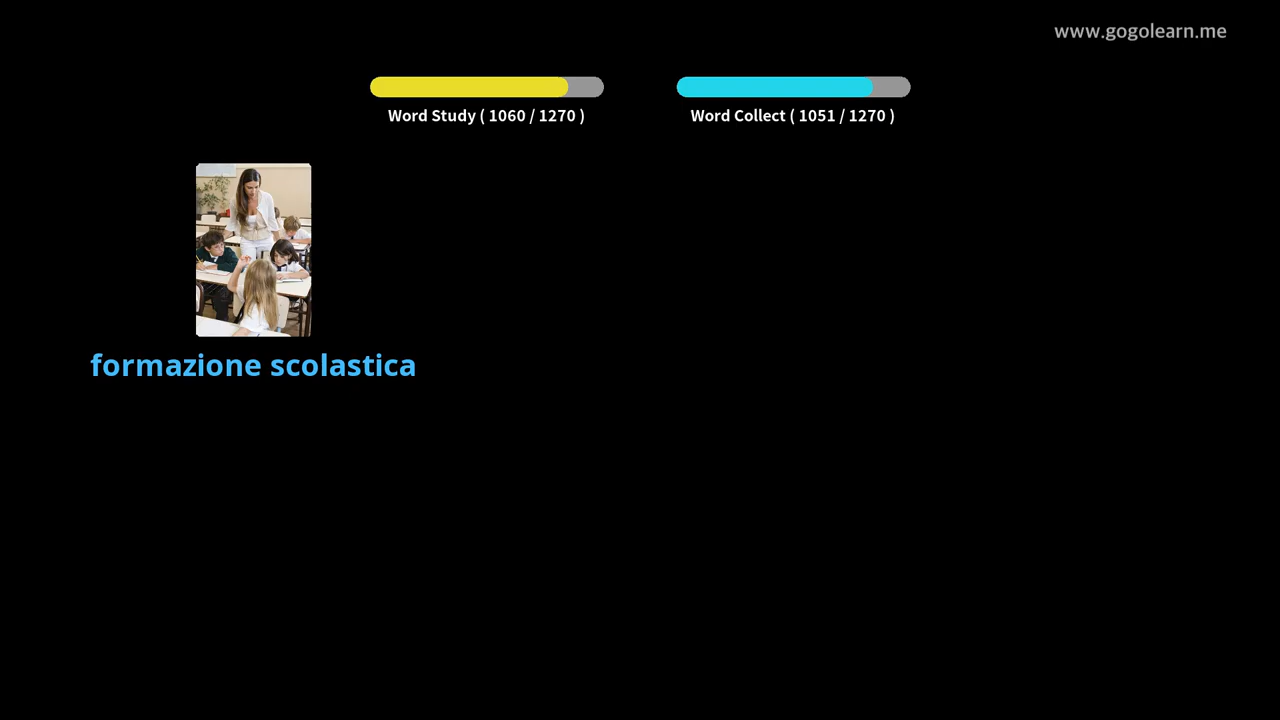 www.gogolearn.me
Word Study ( 1060 / 1270 )
Word Collect ( 1051 / 1270 )
formazione scolastica